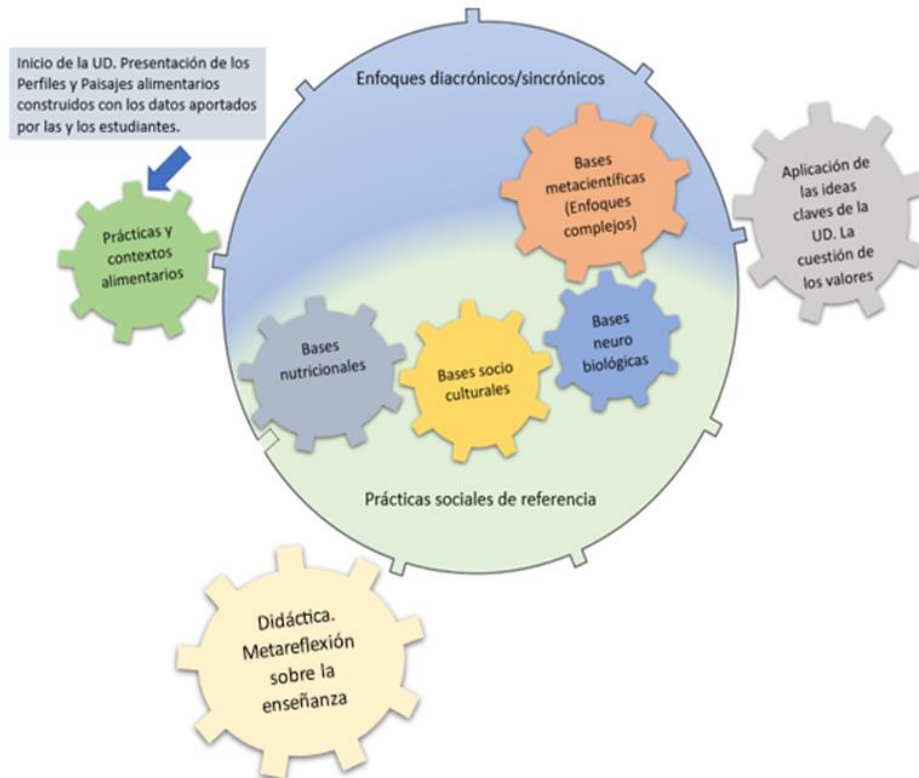 Inicio de la UD. Presentación de los
Perfiles y Paisajes alimentarios
construidos con los datos aportados
por las y los estudiantes.
Enfoques diacrónicos/sincrónicos
Prácticas y
contextos
alimentarios
Bases
metacientíficas
(Enfoques
complejos)
Aplicación de
las ideas
claves de la
UD. La
cuestión de
los valores
Bases
nutricionales
Bases socio
culturales
Bases
neuro
biológicas
Prácticas sociales de referencia
Didáctica.
Metareflexión
sobre la
enseñanza